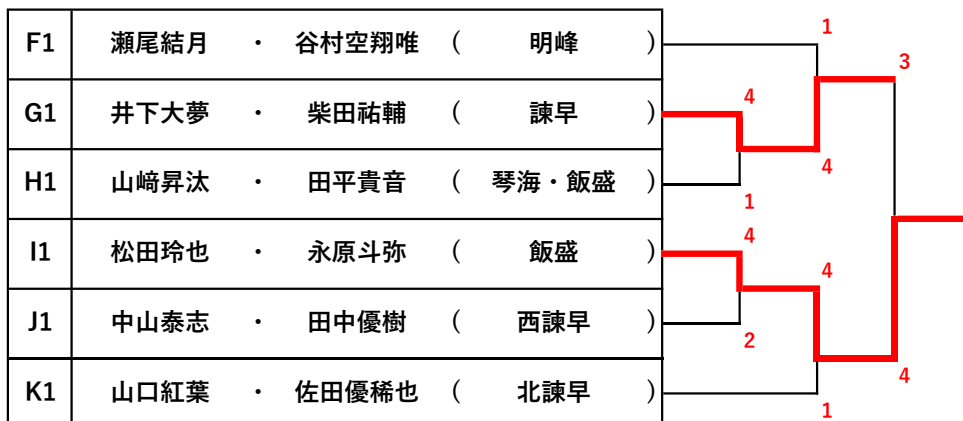 F1 瀬尾結月 ・ 谷村空翔唯 ( 明峰 )
G1 井下大夢 ・ 柴田祐輔 ( 諫早 )
H1 山﨑昇汰 ・ 田平貴音 ( 琴海・飯盛 )
I1 松田玲也 ・ 永原斗弥 ( 飯盛 )
J1 中山泰志 ・ 田中優樹 ( 西諫早 )
K1 山口紅葉 ・ 佐田優稀也 ( 北諫早 )
1
3
4
4
1
4
4
2
4
1